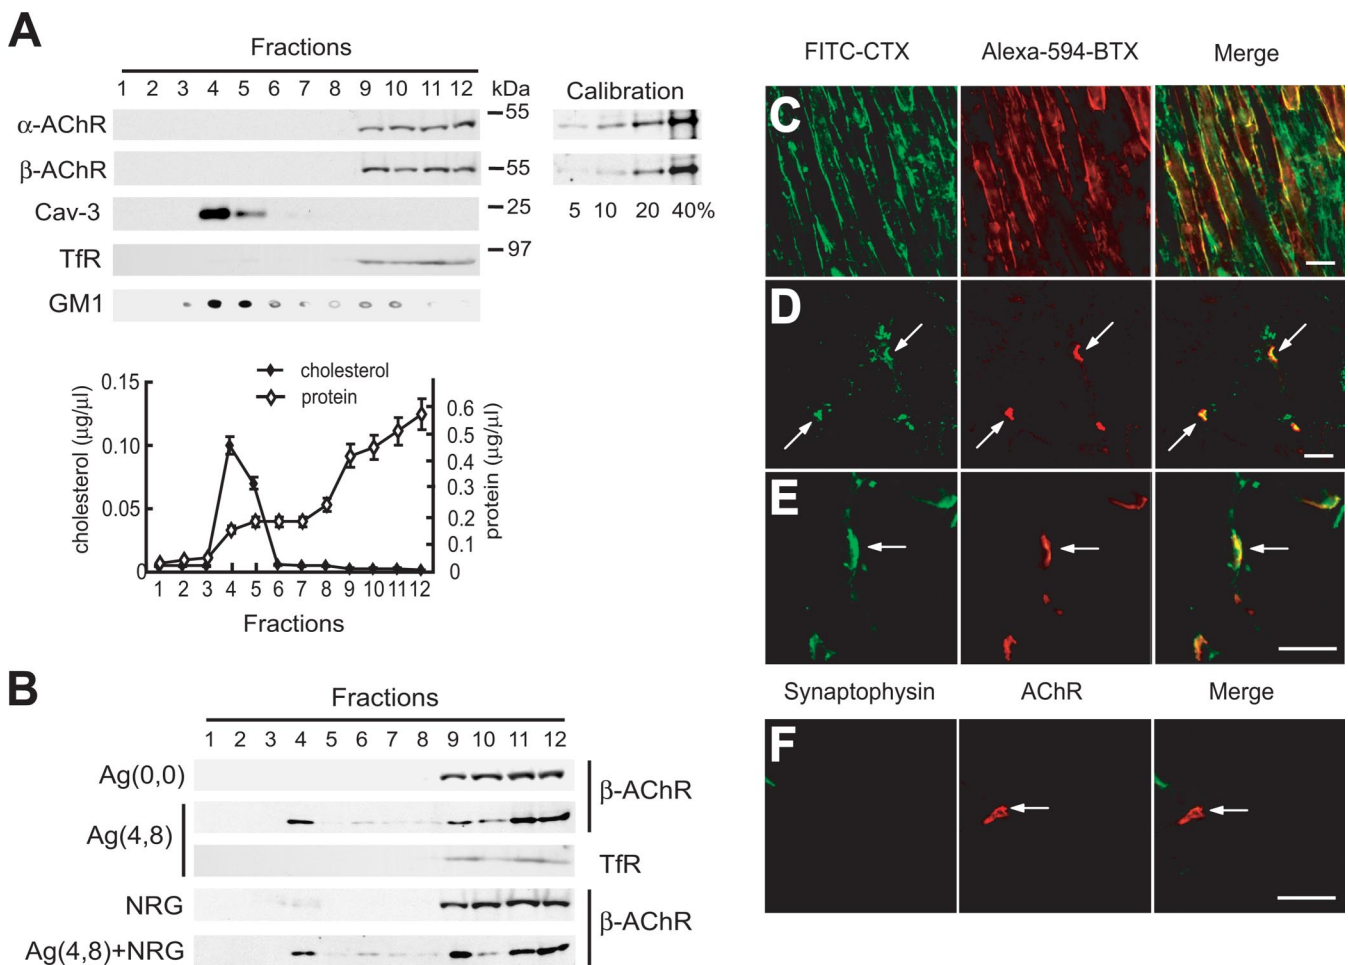 A
Fractions
1 2 3 4 5 6 7 8 9 10 11 12 kDa
α-AChR
55
β-AChR
55
Cav-3
25
TfR
97
GM1
Calibration
5 10 20 40%
cholesterol
protein
cholesterol (µg/µl)
0.15
0.10
0.05
0
protein (µg/µl)
0.6
0.5
0.4
0.3
0.2
0.1
0
1 2 3 4 5 6 7 8 9 10 11 12
Fractions
B
Fractions
1 2 3 4 5 6 7 8 9 10 11 12
Ag(0,0)
β-AChR
Ag(4,8)
TfR
NRG
β-AChR
Ag(4,8)+NRG
FITC-CTX Alexa-594-BTX Merge
C
D
E
Synaptophysin AChR Merge
F